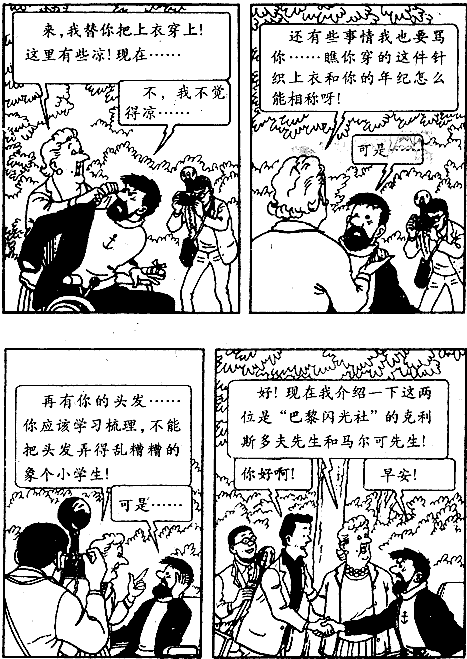 来，我替你把上衣穿上！
这里有些凉！现在……
不，我不觉
得凉……
还有些事情我也要骂
你……瞧你穿的这件针
织上衣和你的年纪怎么
能相称呀！
可是……
再有你的头发……
你应该学习梳理，不能
把头发弄得乱糟糟的
象个小学生！
可是……
好！现在我介绍一下这两
位是“巴黎闪光社”的克利
斯多夫先生和马尔可先生！
你好啊！
早安！